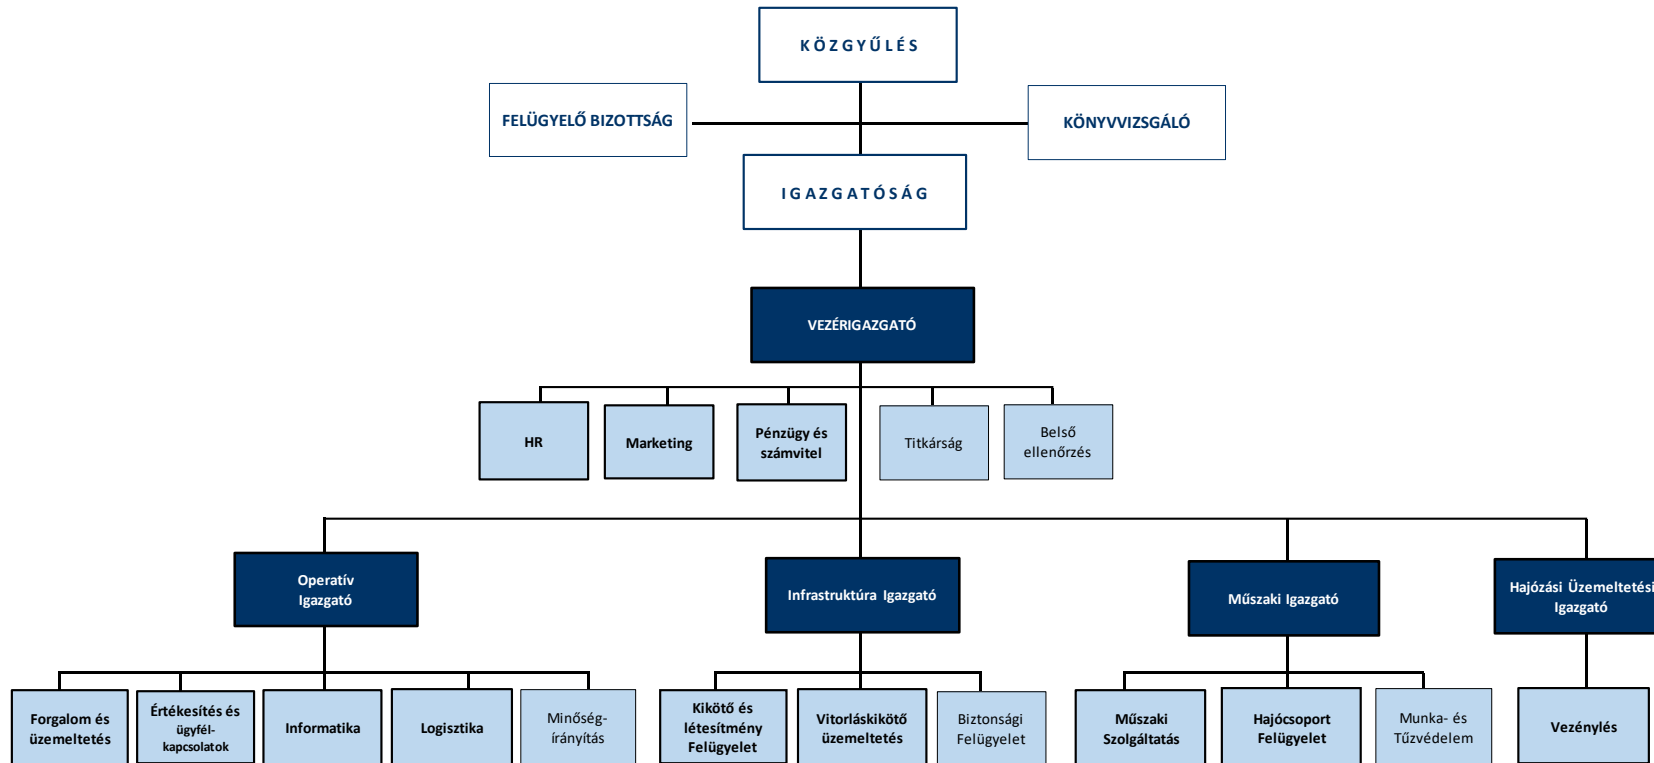 KÖZGYŰLÉS
FELÜGYELŐ BIZOTTSÁG
KÖNYVVIZSGÁLÓ
IGAZGATÓSÁG
VEZÉRIGAZGATÓ
HR
Marketing
Pénzügy és
számvitel
Titkárság
Belső
ellenőrzés
Operatív
Igazgató
Infrastruktúra Igazgató
Műszaki Igazgató
Hajózási Üzemeltetési
Igazgató
Forgalom és
üzemeltetés
Értékesítés és
ügyfél-
kapcsolatok
Informatika
Logisztika
Minőség-
irányítás
Kikötő és
létesítmény
Felügyelet
Vitorláskikötő
üzemeltetés
Biztonsági
Felügyelet
Műszaki
Szolgáltatás
Hajócsoport
Felügyelet
Munka- és
Tűzvédelem
Vezénylés